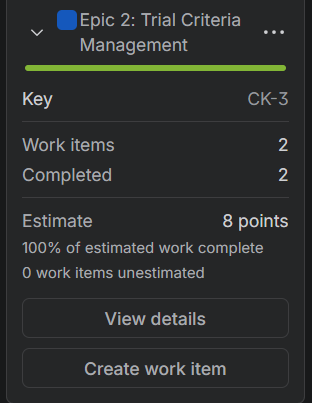 Epic 2: Trial Criteria
Management
Key CK-3
Work items 2
Completed 2
Estimate 8 points
100% of estimated work complete
0 work items unestimated
View details
Create work item